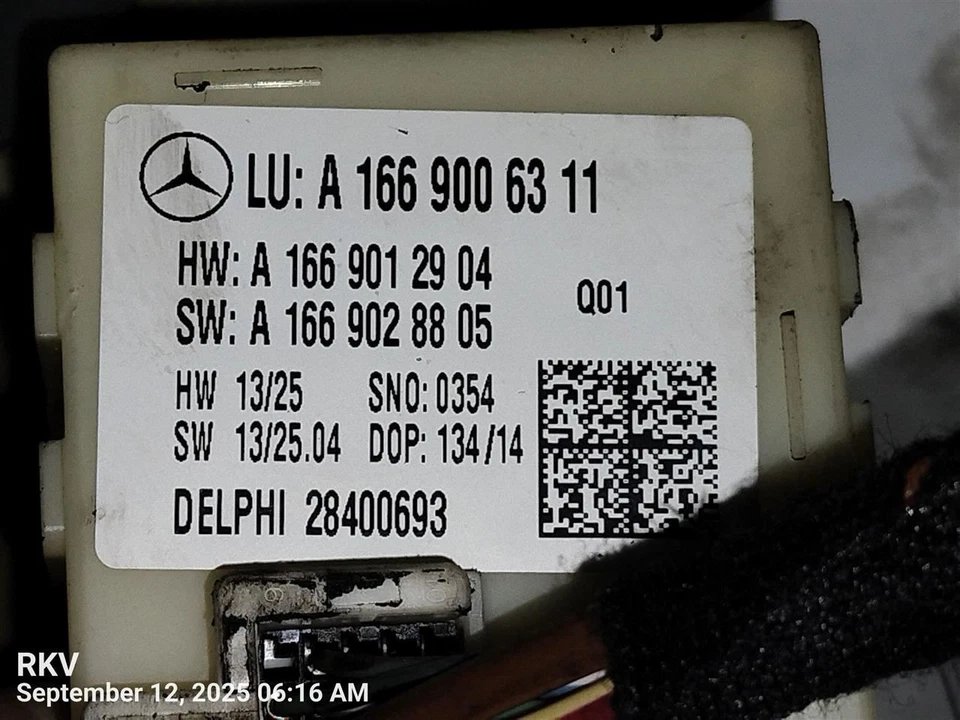 LU: A 166 900 63 11
HW: A 166 901 29 04
SW: A 166 902 88 05
Q01
HW 13/25 SNO: 0354
SW 13/25.04 DOP: 134/14
DELPHI 28400693
RKV
September 12, 2025 06:16 AM